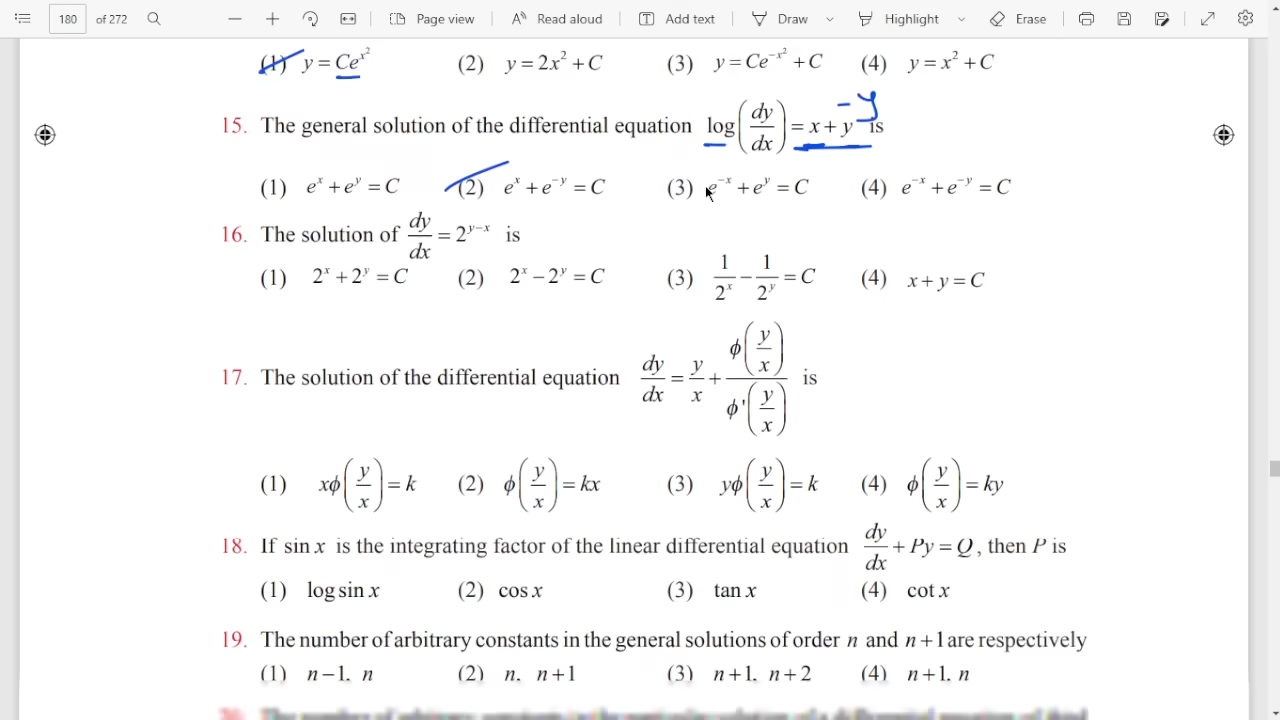 180 of 272 Page view Read aloud Add text Draw Highlight Erase
(1) y = Ce^{x^2} (2) y = 2x^2 + C (3) y = Ce^{-x^2} + C (4) y = x^2 + C
-y
15. The general solution of the differential equation log(dy/dx) = x + y is
(1) e^x + e^y = C (2) e^x + e^{-y} = C (3) e^{-x} + e^y = C (4) e^{-x} + e^{-y} = C
16. The solution of dy/dx = 2^{y-x} is
(1) 2^x + 2^y = C (2) 2^x - 2^y = C (3) 1/2^x - 1/2^y = C (4) x + y = C
17. The solution of the differential equation dy/dx = y/x + ϕ(y/x)/ϕ'(y/x) is
(1) xϕ(y/x) = k (2) ϕ(y/x) = kx (3) yϕ(y/x) = k (4) ϕ(y/x) = ky
18. If sin x is the integrating factor of the linear differential equation dy/dx + Py = Q, then P is
(1) log sin x (2) cos x (3) tan x (4) cot x
19. The number of arbitrary constants in the general solutions of order n and n+1 are respectively
(1) n−1, n (2) n, n+1 (3) n+1, n+2 (4) n+1, n